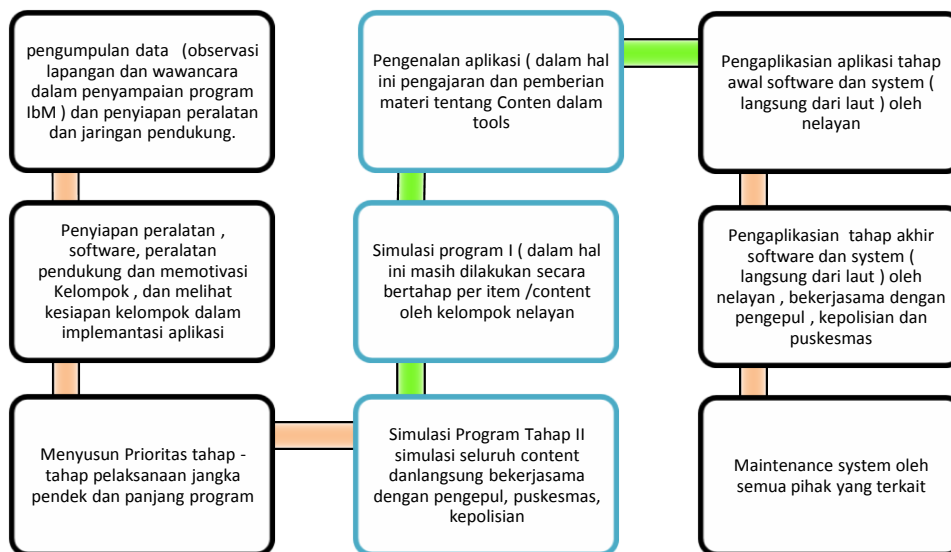 pengumpulan data (observasi
lapangan dan wawancara
dalam penyampaian program
IbM ) dan penyiapan peralatan
dan jaringan pendukung.
Penyiapan peralatan ,
software, peralatan
pendukung dan memotivasi
Kelompok , dan melihat
kesiapan kelompok dalam
implemantasi aplikasi
Menyusun Prioritas tahap -
tahap pelaksanaan jangka
pendek dan panjang program
Simulasi Program Tahap II
simulasi seluruh content
danlangsung bekerjasama
dengan pengepul, puskesmas,
kepolisian
Simulasi program I ( dalam hal
ini masih dilakukan secara
bertahap per item /content
oleh kelompok nelayan
Pengenalan aplikasi ( dalam hal
ini pengajaran dan pemberian
materi tentang Conten dalam
tools
Pengaplikasian aplikasi tahap
awal software dan system (
langsung dari laut ) oleh
nelayan
Pengaplikasian tahap akhir
software dan system (
langsung dari laut ) oleh
nelayan , bekerjasama dengan
pengepul , kepolisian dan
puskesmas
Maintenance system oleh
semua pihak yang terkait